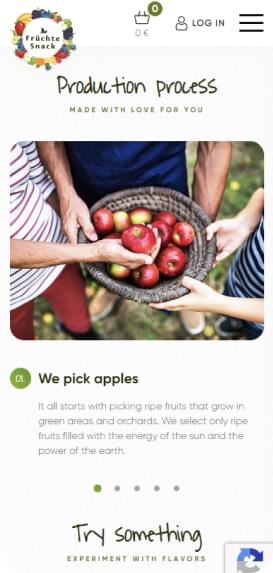 Früchte
Snack
0
0 €
LOG IN
Production process
MADE WITH LOVE FOR YOU
01.
We pick apples
It all starts with picking ripe fruits that grow in
green areas and orchards. We select only ripe
fruits filled with the energy of the sun and the
power of the earth.
Try something
EXPERIMENT WITH FLAVORS